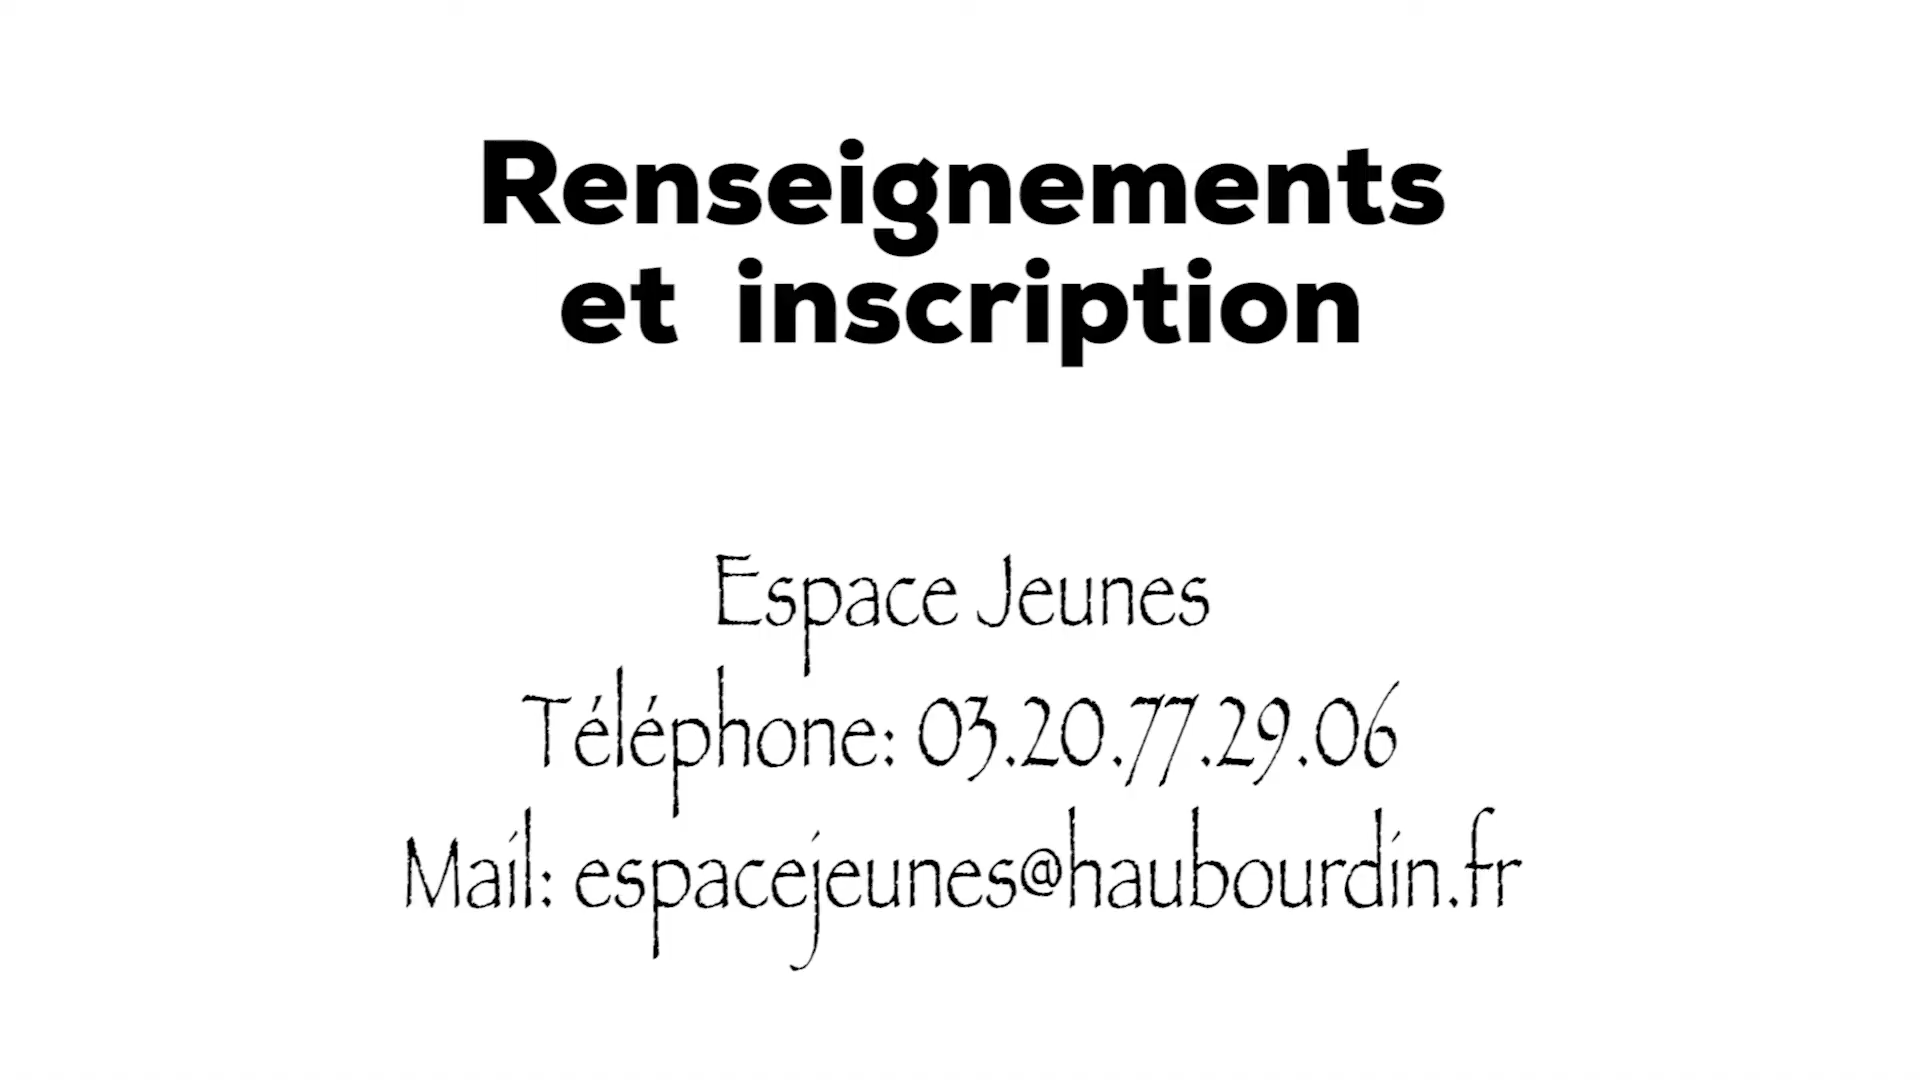 Renseignements
et inscription
Espace Jeunes
Téléphone: 03.20.77.29.06
Mail: espacejeunes@haubourdin.fr